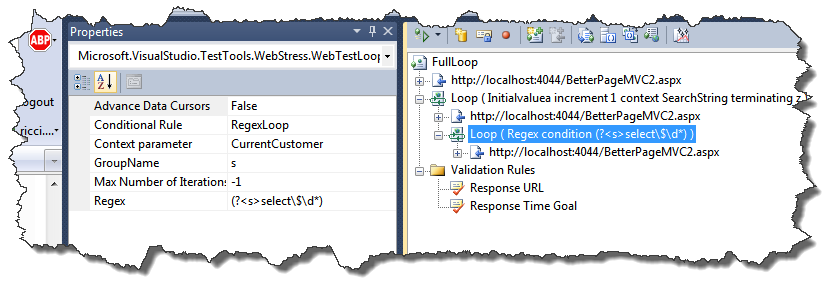 ABP
ogout
ricci....
Properties
Microsoft.VisualStudio.TestTools.WebStress.WebTestLoop
Advance Data Cursors False
Conditional Rule RegexLoop
Context parameter CurrentCustomer
GroupName s
Max Number of Iterations -1
Regex (?<s>select\$\d*)
FullLoop
http://localhost:4044/BetterPageMVC2.aspx
Loop ( Initialvaluea increment 1 context SearchString terminating z
http://localhost:4044/BetterPageMVC2.aspx
Loop ( Regex condition (?<s>select\$\d*) )
http://localhost:4044/BetterPageMVC2.aspx
Validation Rules
Response URL
Response Time Goal